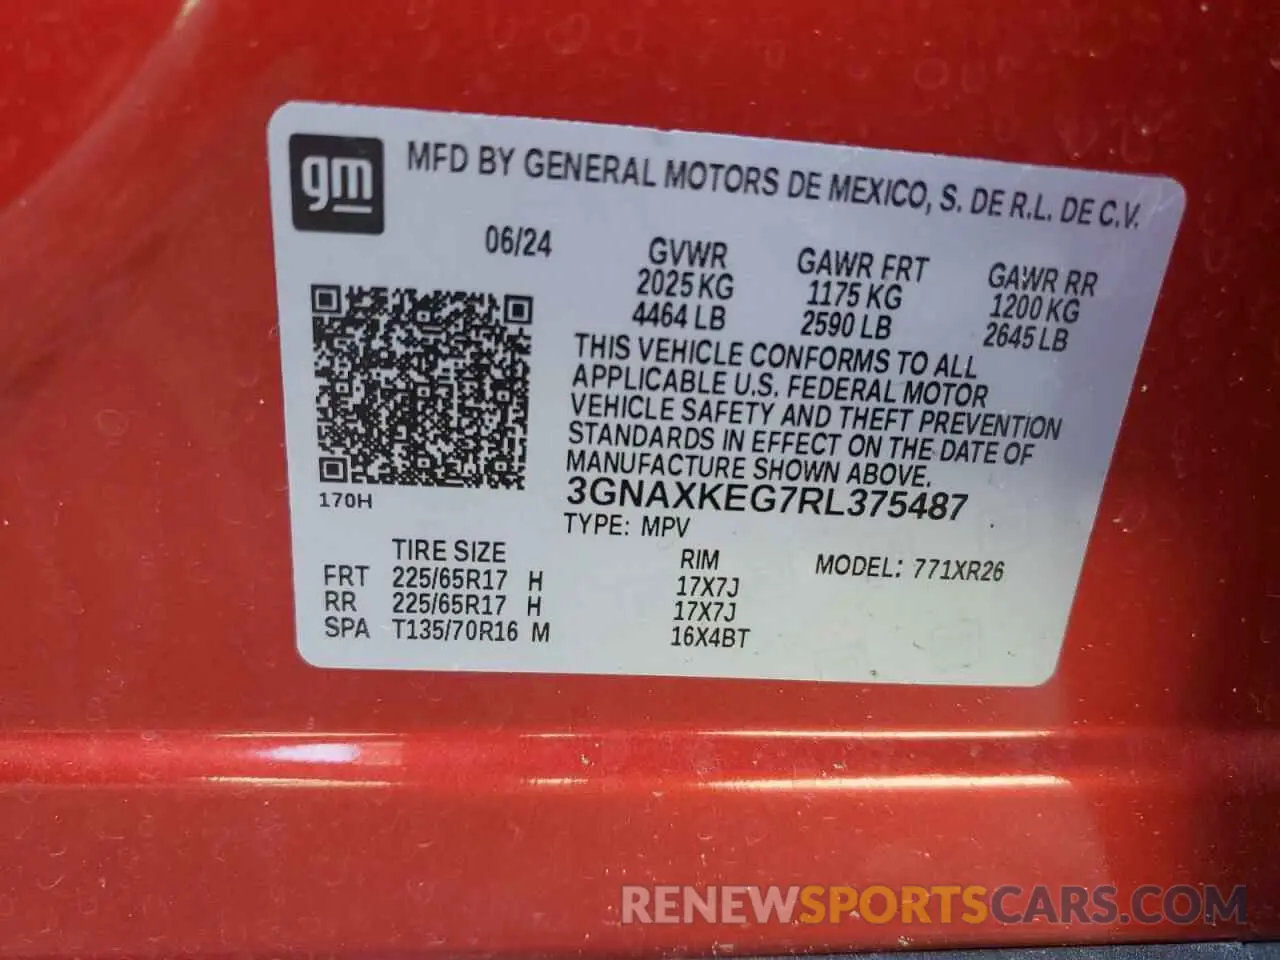 gm
MFD BY GENERAL MOTORS DE MEXICO, S. DE R.L. DE C.V.
06/24
GVWR GAWR FRT GAWR RR
2025 KG 1175 KG 1200 KG
4464 LB 2590 LB 2645 LB
THIS VEHICLE CONFORMS TO ALL
APPLICABLE U.S. FEDERAL MOTOR
VEHICLE SAFETY AND THEFT PREVENTION
STANDARDS IN EFFECT ON THE DATE OF
MANUFACTURE SHOWN ABOVE.
170H
3GNAXKEG7RL375487
TYPE: MPV
TIRE SIZE RIM MODEL: 771XR26
FRT 225/65R17 H 17X7J
RR 225/65R17 H 17X7J
SPA T135/70R16 M 16X4BT
RENEWSPORTSCARS.COM